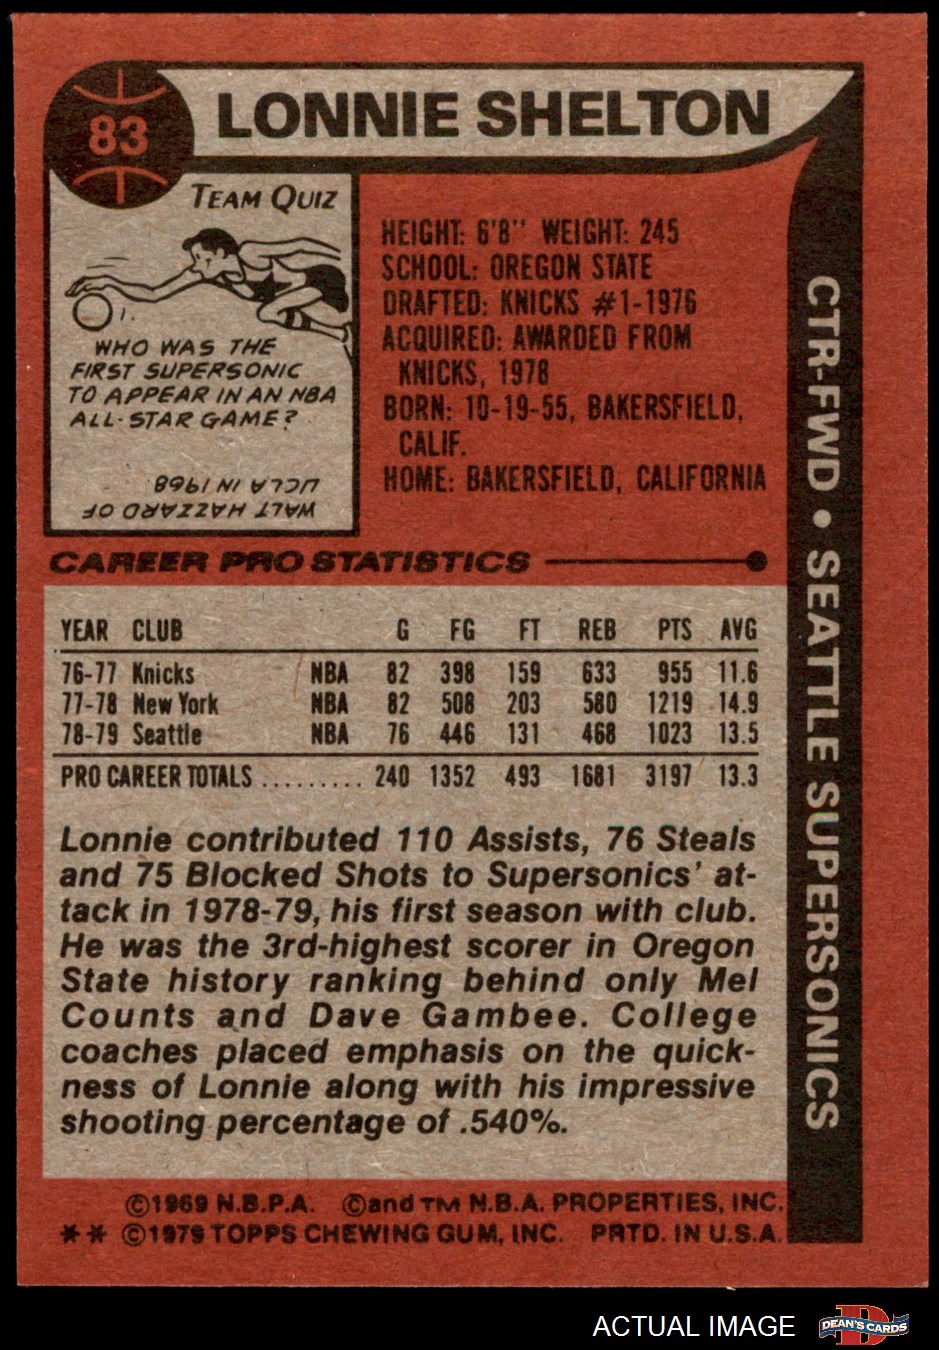 83
LONNIE SHELTON
TEAM QUIZ
1.
WHO WAS THE
FIRST SUPERSONIC
TO APPEAR IN AN NBA
ALL-STAR GAME?
WALT HAZZARD OF
UCLA IN 1968
HEIGHT: 6'8" WEIGHT: 245
SCHOOL: OREGON STATE
DRAFTED: KNICKS #1-1976
ACQUIRED: AWARDED FROM
KNICKS, 1978
BORN: 10-19-55, BAKERSFIELD,
CALIF.
HOME: BAKERSFIELD, CALIFORNIA
CTR-FWD • SEATTLE SUPERSONICS
CAREER PRO STATISTICS
YEAR CLUB G FG FT REB PTS AVG
76-77 Knicks NBA 82 398 159 633 955 11.6
77-78 New York NBA 82 508 203 580 1219 14.9
78-79 Seattle NBA 76 446 131 468 1023 13.5
PRO CAREER TOTALS ......... 240 1352 493 1681 3197 13.3
Lonnie contributed 110 Assists, 76 Steals
and 75 Blocked Shots to Supersonics' at-
tack in 1978-79, his first season with club.
He was the 3rd-highest scorer in Oregon
State history ranking behind only Mel
Counts and Dave Gambee. College
coaches placed emphasis on the quick-
ness of Lonnie along with his impressive
shooting percentage of .540%.
©1969 N.B.P.A. ©and TM N.B.A. PROPERTIES, INC.
** ©1979 TOPPS CHEWING GUM, INC. PRTD. IN U.S.A.
ACTUAL IMAGE
DEAN'S CARDS